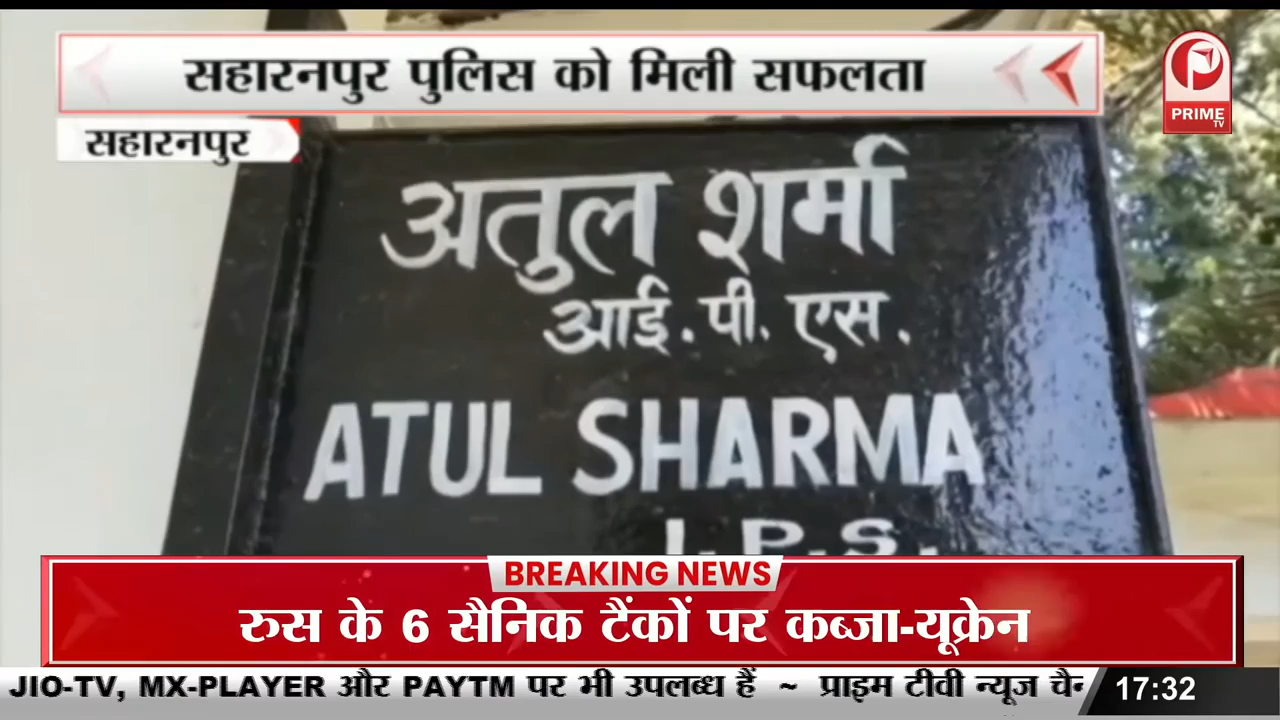 सहारनपुर पुलिस को मिली सफलता
PRIME
TV
सहारनपुर
अतुल शर्मा
आई.पी. एस.
ATUL SHARMA
I.P.S.
BREAKING NEWS
रुस के 6 सैनिक टैंकों पर कब्जा-यूक्रेन
JIO-TV, MX-PLAYER और PAYTM पर भी उपलब्ध हैं ~ प्राइम टीवी न्यूज
17:32